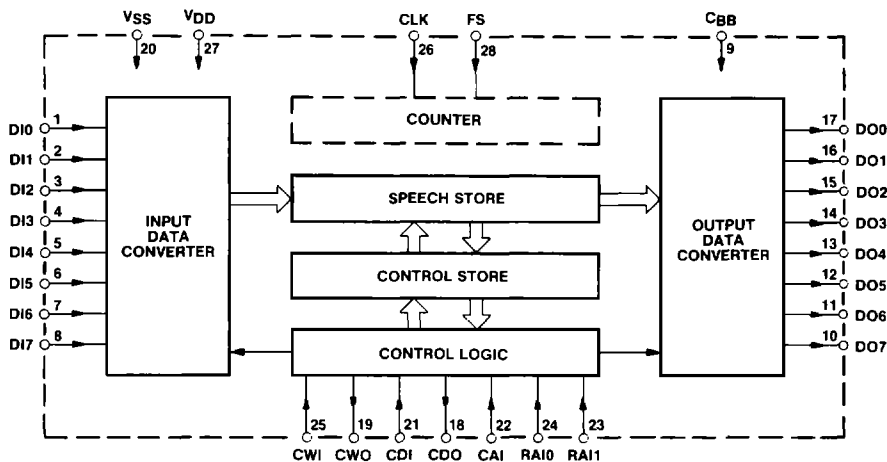 VSS VDD CLK FS CBB
20 27 26 28 9
COUNTER
DI0 1 17 DO0
DI1 2 16 DO1
DI2 3 SPEECH STORE 15 DO2
DI3 4 14 DO3
INPUT DATA CONVERTER
OUTPUT DATA CONVERTER
DI4 5 13 DO4
CONTROL STORE
DI5 6 12 DO5
DI6 7 11 DO6
DI7 8 CONTROL LOGIC 10 DO7
25 19 21 18 22 24 23
CWI CWO CDI CDO CAI RAI0 RAI1